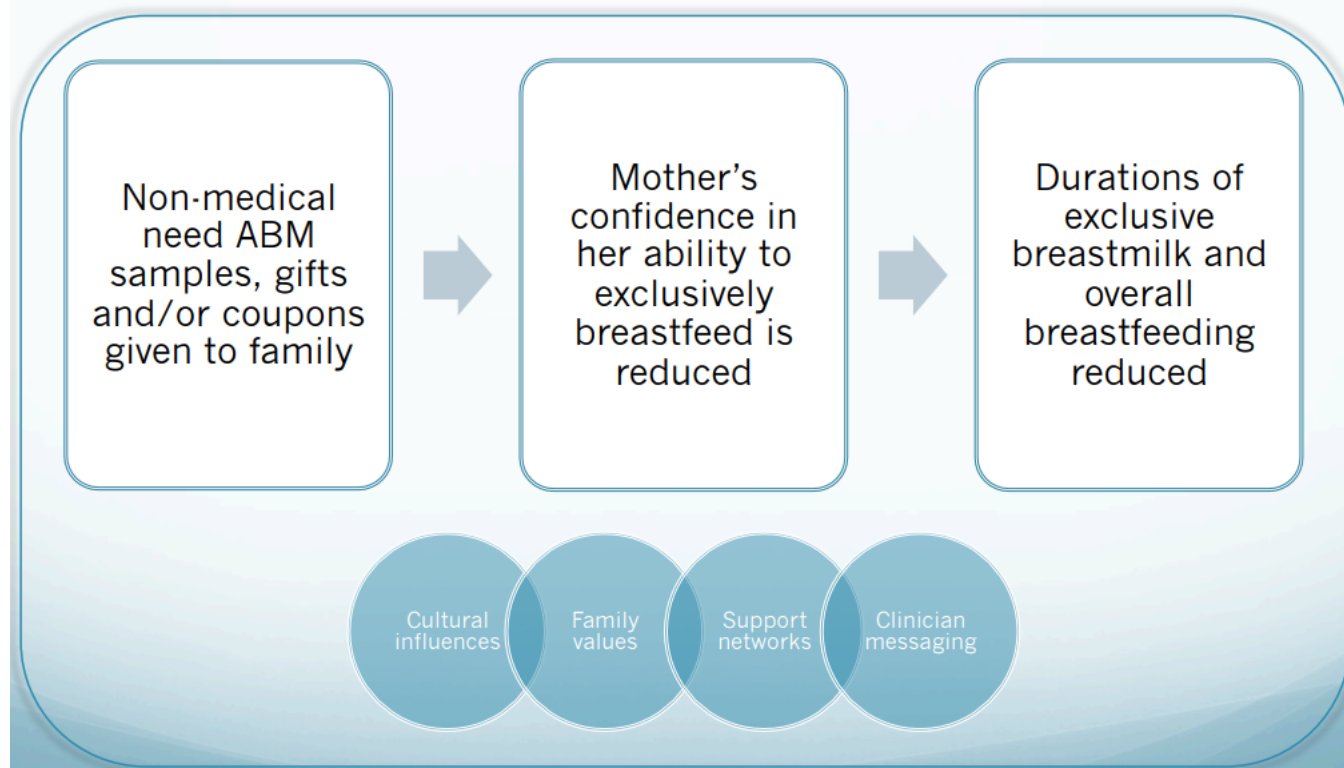 Non-medical
need ABM
samples, gifts
and/or coupons
given to family
Mother's
confidence in
her ability to
exclusively
breastfeed is
reduced
Durations of
exclusive
breastmilk and
overall
breastfeeding
reduced
Cultural
influences
Family
values
Support
networks
Clinician
messaging